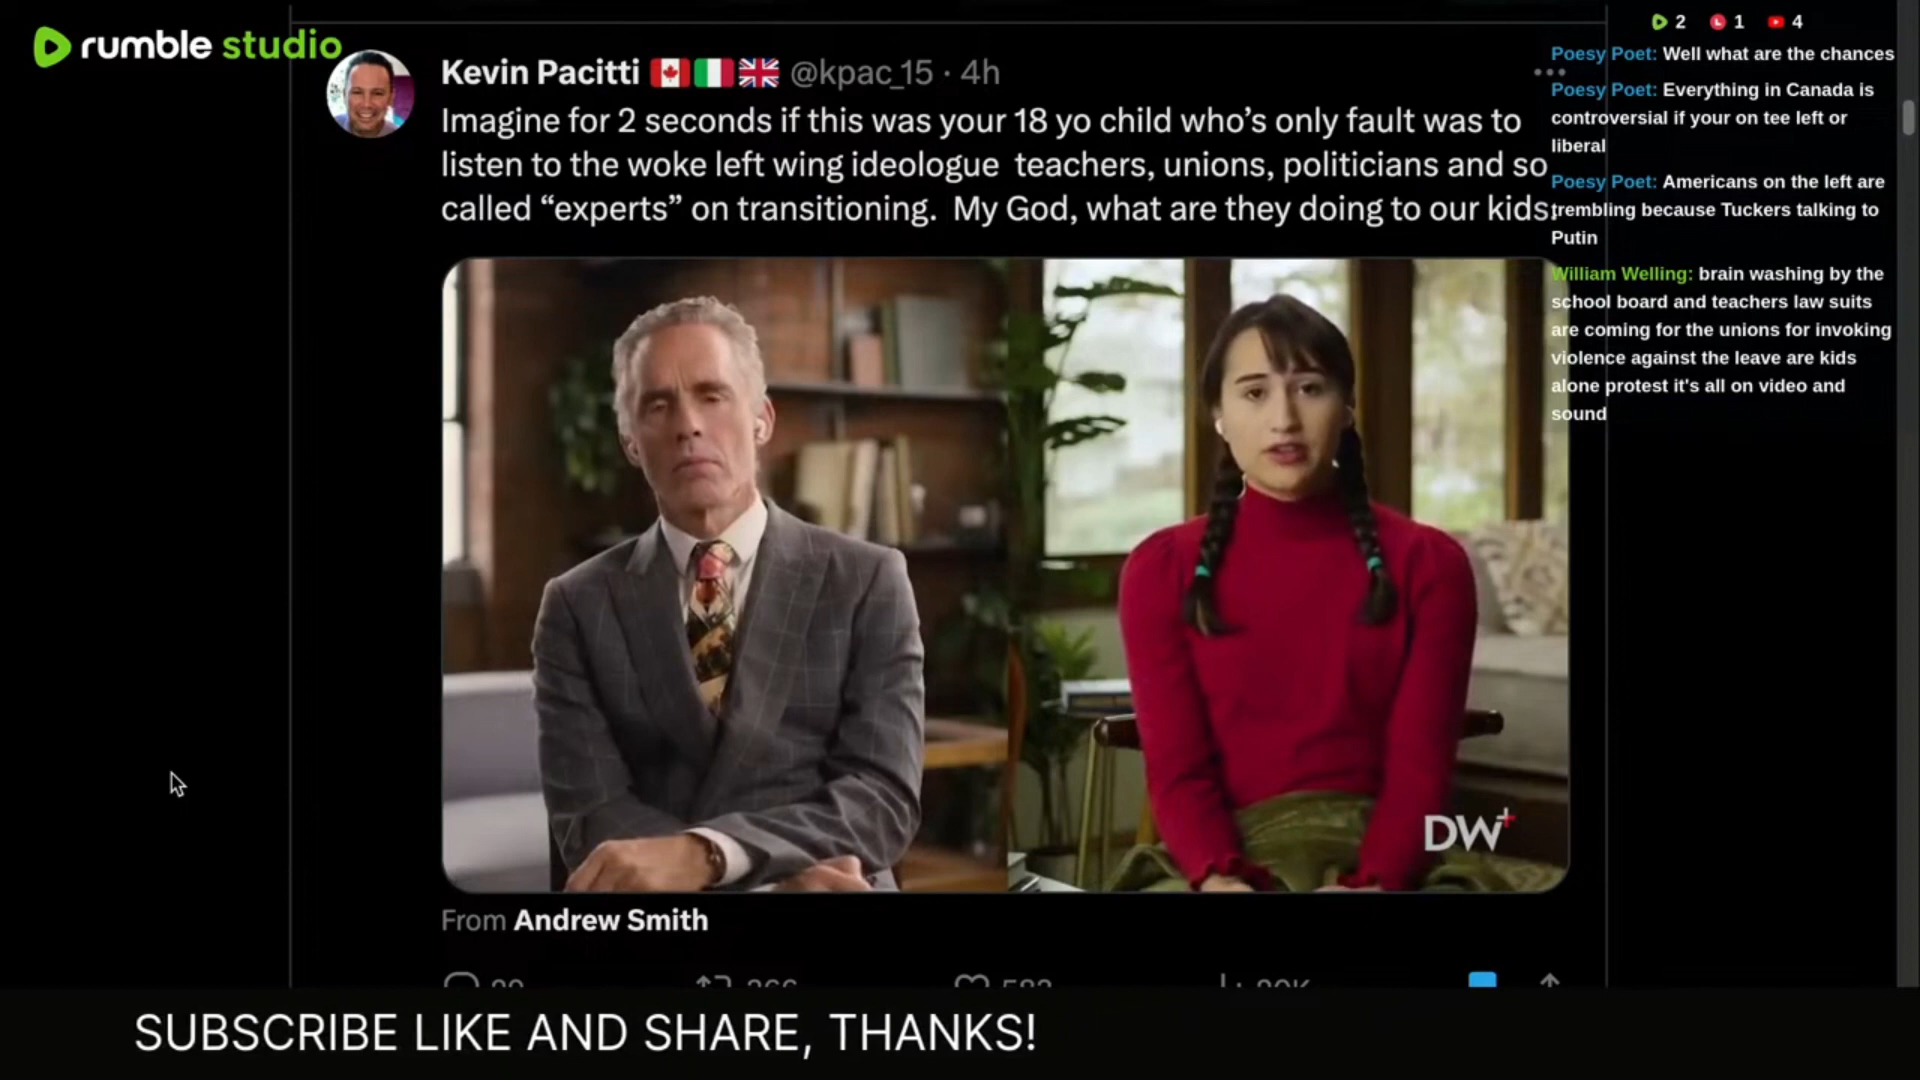 rumble studio
Kevin Pacitti 🇨🇦🇮🇹🇬🇧 @kpac_15 · 4h
Imagine for 2 seconds if this was your 18 yo child who’s only fault was to
listen to the woke left wing ideologue teachers, unions, politicians and so
called “experts” on transitioning. My God, what are they doing to our kids.
DW+
From Andrew Smith
2 1 4
Poesy Poet: Well what are the chances
Poesy Poet: Everything in Canada is
controversial if your on tee left or
liberal
Poesy Poet: Americans on the left are
trembling because Tuckers talking to
Putin
William Welling: brain washing by the
school board and teachers law suits
are coming for the unions for invoking
violence against the leave are kids
alone protest it's all on video and
sound
SUBSCRIBE LIKE AND SHARE, THANKS!